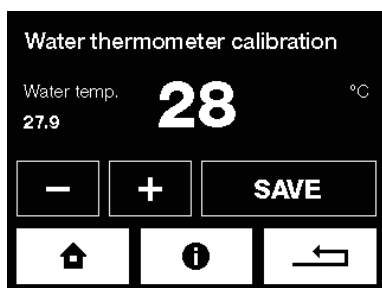 Water thermometer calibration
Water temp.
27.9
28
°C
− + SAVE